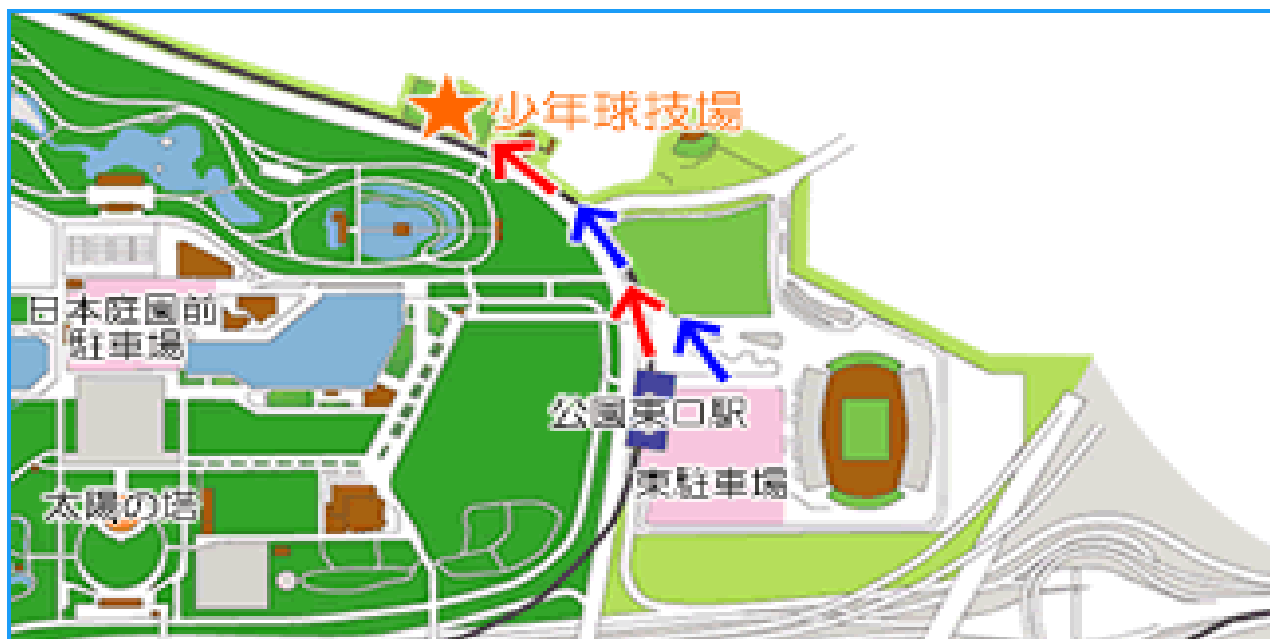 少年球技場
日本庭園前
駐車場
公園東口駅
東駐車場
太陽の塔